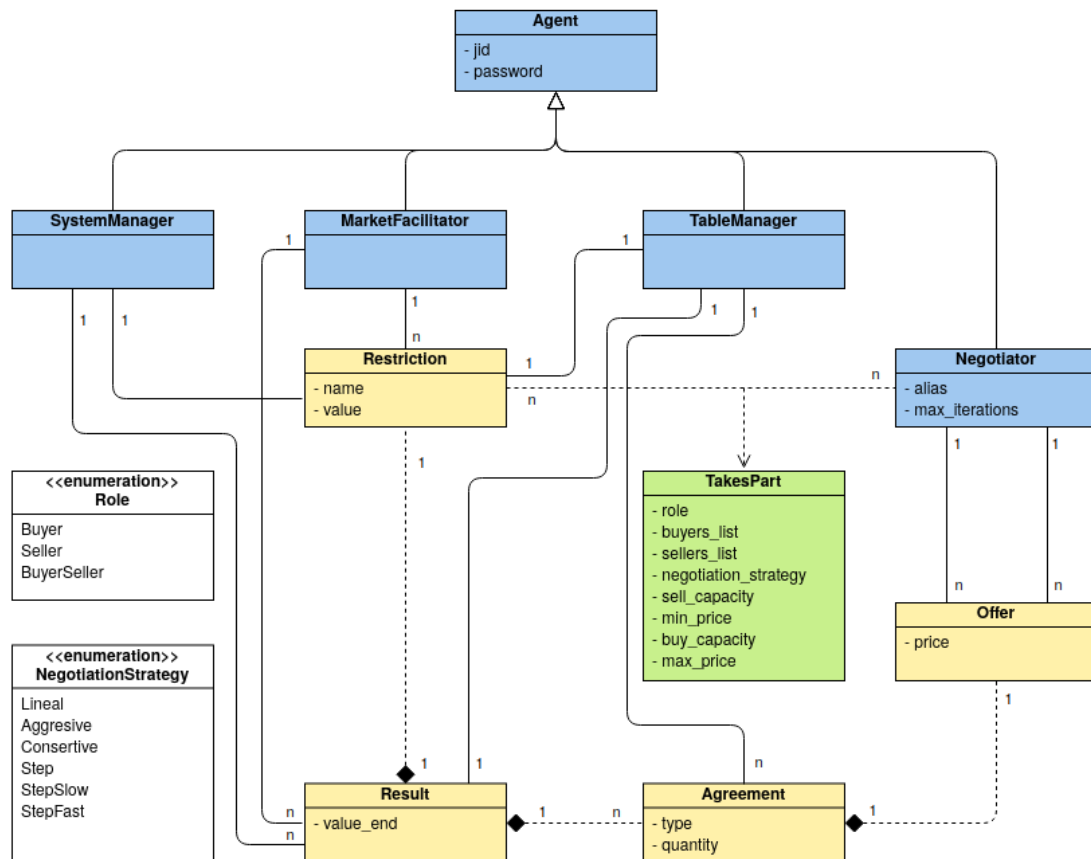 Agent
- jid
- password
SystemManager
MarketFacilitator
TableManager
1
1
1
1
1
1
1
n
1
Restriction
- name
- value
n
n
Negotiator
- alias
- max_iterations
1
1
1
<<enumeration>>
Role
Buyer
Seller
BuyerSeller
TakesPart
- role
- buyers_list
- sellers_list
- negotiation_strategy
- sell_capacity
- min_price
- buy_capacity
- max_price
n
n
Offer
- price
1
<<enumeration>>
NegotiationStrategy
Lineal
Aggresive
Consertive
Step
StepSlow
StepFast
1
1
n
Result
- value_end
n
n
1
n
Agreement
- type
- quantity
1